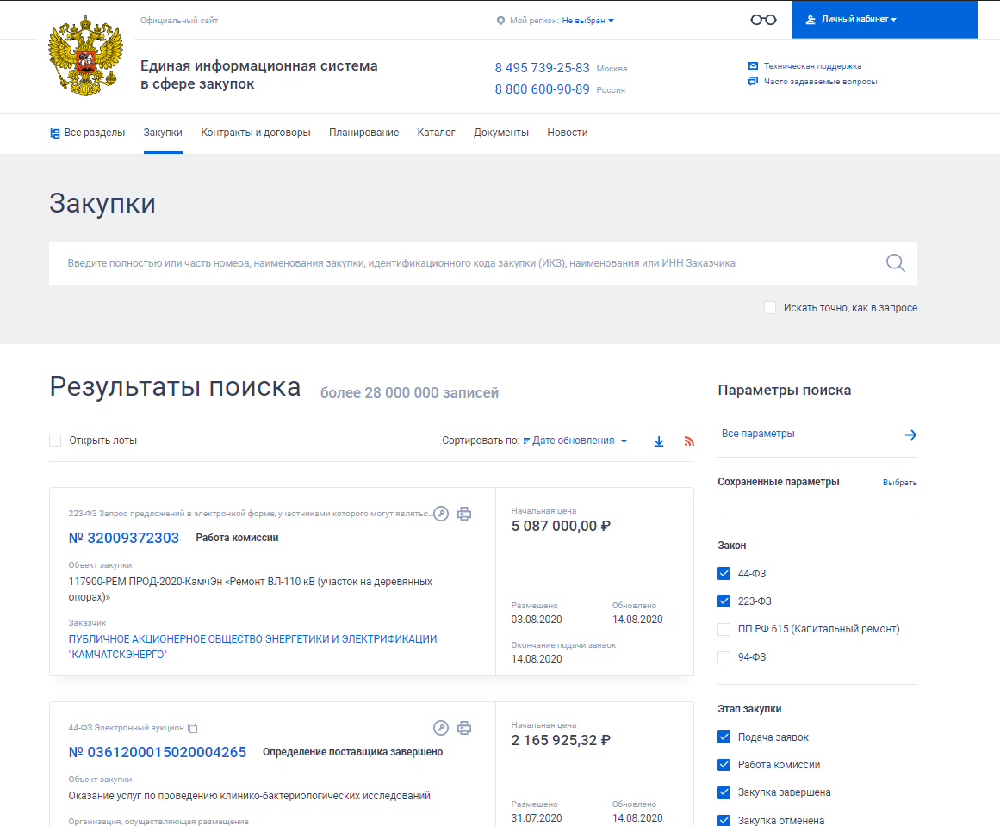 Официальный сайт
Мой регион: Не выбран
Личный кабинет
Единая информационная система
в сфере закупок
8 495 739-25-83 Москва
8 800 600-90-89 Россия
Техническая поддержка
Часто задаваемые вопросы
Все разделы Закупки Контракты и договоры Планирование Каталог Документы Новости
Закупки
Введите полностью или часть номера, наименования закупки, идентификационного кода закупки (ИКЗ), наименования или ИНН Заказчика
Искать точно, как в запросе
Результаты поиска более 28 000 000 записей
Открыть лоты
Сортировать по: Дате обновления
223-ФЗ Запрос предложений в электронной форме, участниками которого могут являтьс...
№ 32009372303 Работа комиссии
Объект закупки
117900-РЕМ ПРОД-2020-КамчЭн «Ремонт ВЛ-110 кВ (участок на деревянных
опорах)»
Заказчик
ПУБЛИЧНОЕ АКЦИОНЕРНОЕ ОБЩЕСТВО ЭНЕРГЕТИКИ И ЭЛЕКТРИФИКАЦИИ
"КАМЧАТСКЭНЕРГО"
Начальная цена
5 087 000,00 ₽
Размещено Обновлено
03.08.2020 14.08.2020
Окончание подачи заявок
14.08.2020
44-ФЗ Электронный аукцион
№ 0361200015020004265 Определение поставщика завершено
Объект закупки
Оказание услуг по проведению клинико-бактериологических исследований
Организация, осуществляющая размещение
Начальная цена
2 165 925,32 ₽
Размещено Обновлено
31.07.2020 14.08.2020
Параметры поиска
Все параметры
Сохраненные параметры Выбрать
Закон
44-ФЗ
223-ФЗ
ПП РФ 615 (Капитальный ремонт)
94-ФЗ
Этап закупки
Подача заявок
Работа комиссии
Закупка завершена
Закупка отменена